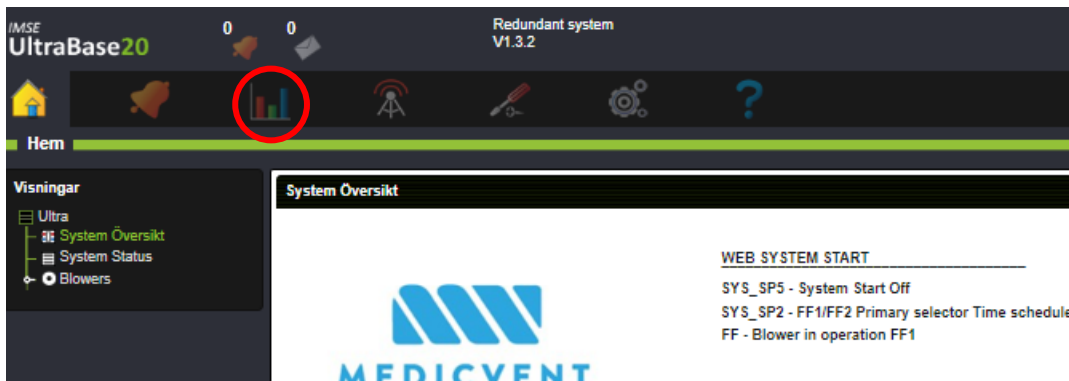 IMSE
UltraBase20
0
0
Redundant system
V1.3.2
?
Hem
Visningar
Ultra
System Översikt
System Status
Blowers
System Översikt
WEB SYSTEM START
SYS_SP5 - System Start Off
SYS_SP2 - FF1/FF2 Primary selector Time schedule
FF - Blower in operation FF1
MEDICVENT